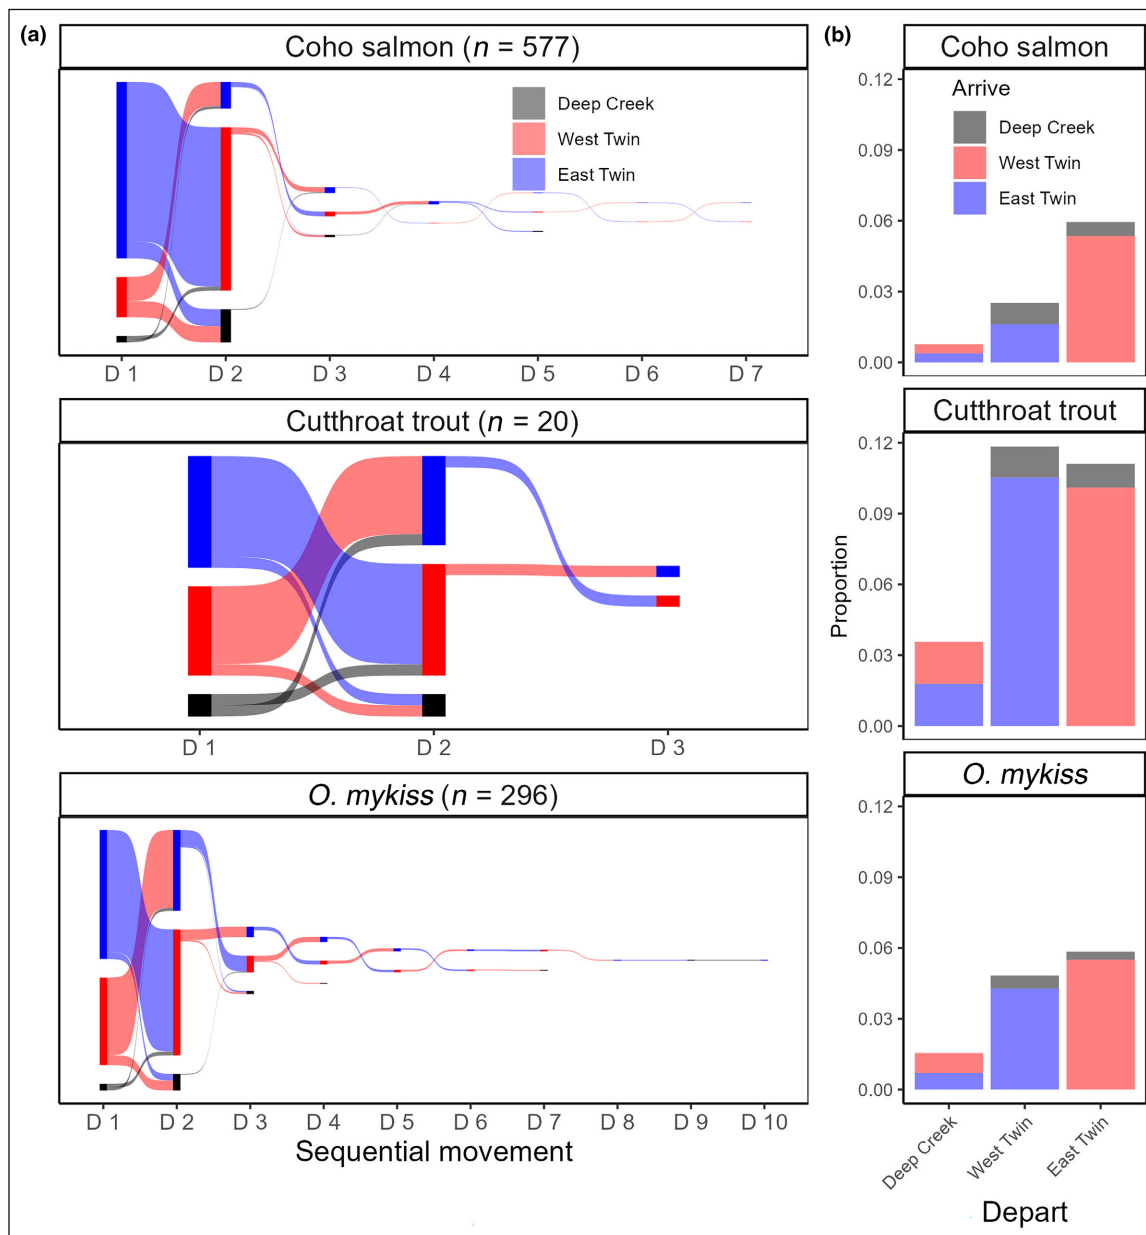 (a)
Coho salmon (n = 577)
Deep Creek
West Twin
East Twin
D 1 D 2 D 3 D 4 D 5 D 6 D 7
Cutthroat trout (n = 20)
D 1 D 2 D 3
O. mykiss (n = 296)
D 1 D 2 D 3 D 4 D 5 D 6 D 7 D 8 D 9 D 10
Sequential movement
(b)
Coho salmon
0.12
0.09
0.06
0.03
0.00
Arrive
Deep Creek
West Twin
East Twin
Cutthroat trout
0.12
0.09
0.06
0.03
0.00
Proportion
O. mykiss
0.12
0.09
0.06
0.03
0.00
Deep Creek
West Twin
East Twin
Depart